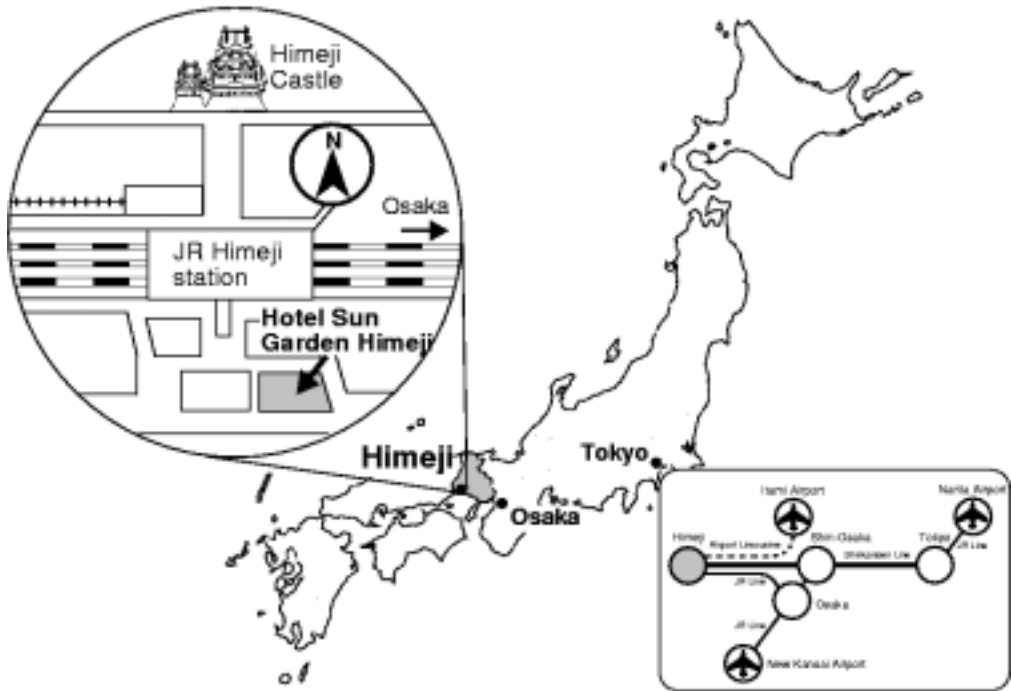 Himeji
Castle
N
Osaka
JR Himeji
station
Hotel Sun
Garden Himeji
Himeji
Tokyo
Osaka
Itami Airport
Narita Airport
Himeji
Airport Limousine
Shin-Osaka
Tokyo
Shinkansen Line
JR Line
JR Line
Osaka
JR Line
New Kansai Airport